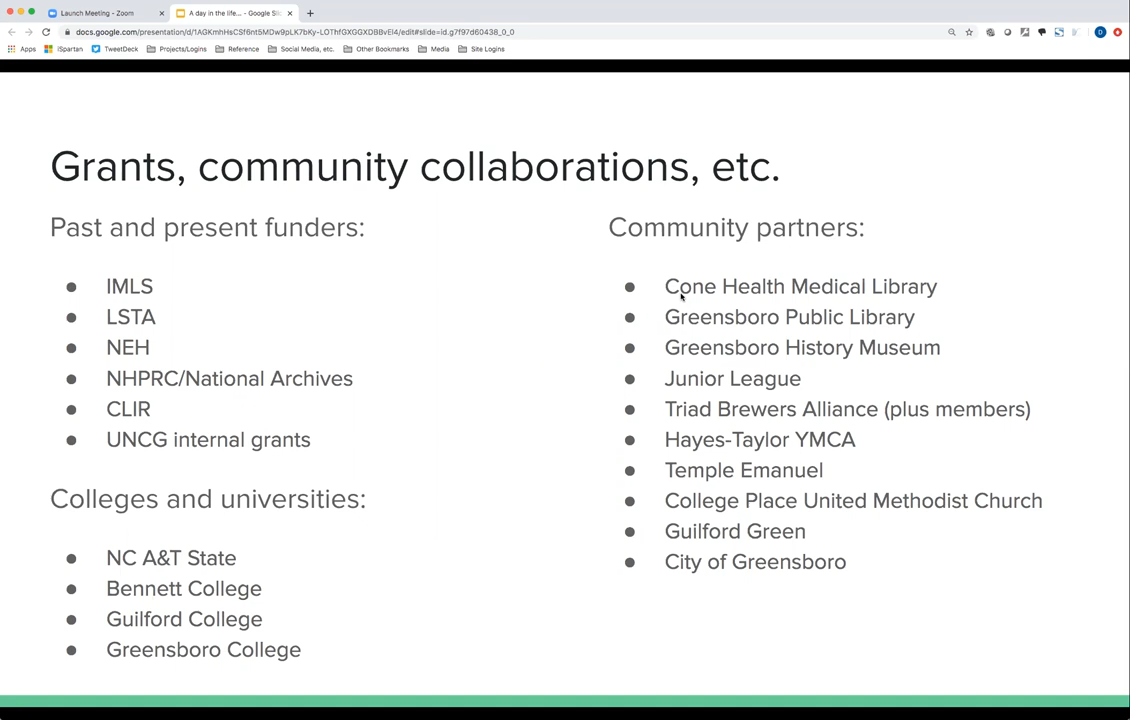 Launch Meeting - Zoom
A day in the life... - Google Sli
docs.google.com/presentation/d/1AGKmhHsCSf6nt5MDw9pLK7bKy-LOThfGXGGXDBBvEl4/edit#slide=id.g7f97d60438_0_0
Apps iSpartan TweetDeck Projects/Logins Reference Social Media, etc. Other Bookmarks Media Site Logins
Grants, community collaborations, etc.
Past and present funders:
● IMLS
● LSTA
● NEH
● NHPRC/National Archives
● CLIR
● UNCG internal grants
Colleges and universities:
● NC A&T State
● Bennett College
● Guilford College
● Greensboro College
Community partners:
● Cone Health Medical Library
● Greensboro Public Library
● Greensboro History Museum
● Junior League
● Triad Brewers Alliance (plus members)
● Hayes-Taylor YMCA
● Temple Emanuel
● College Place United Methodist Church
● Guilford Green
● City of Greensboro